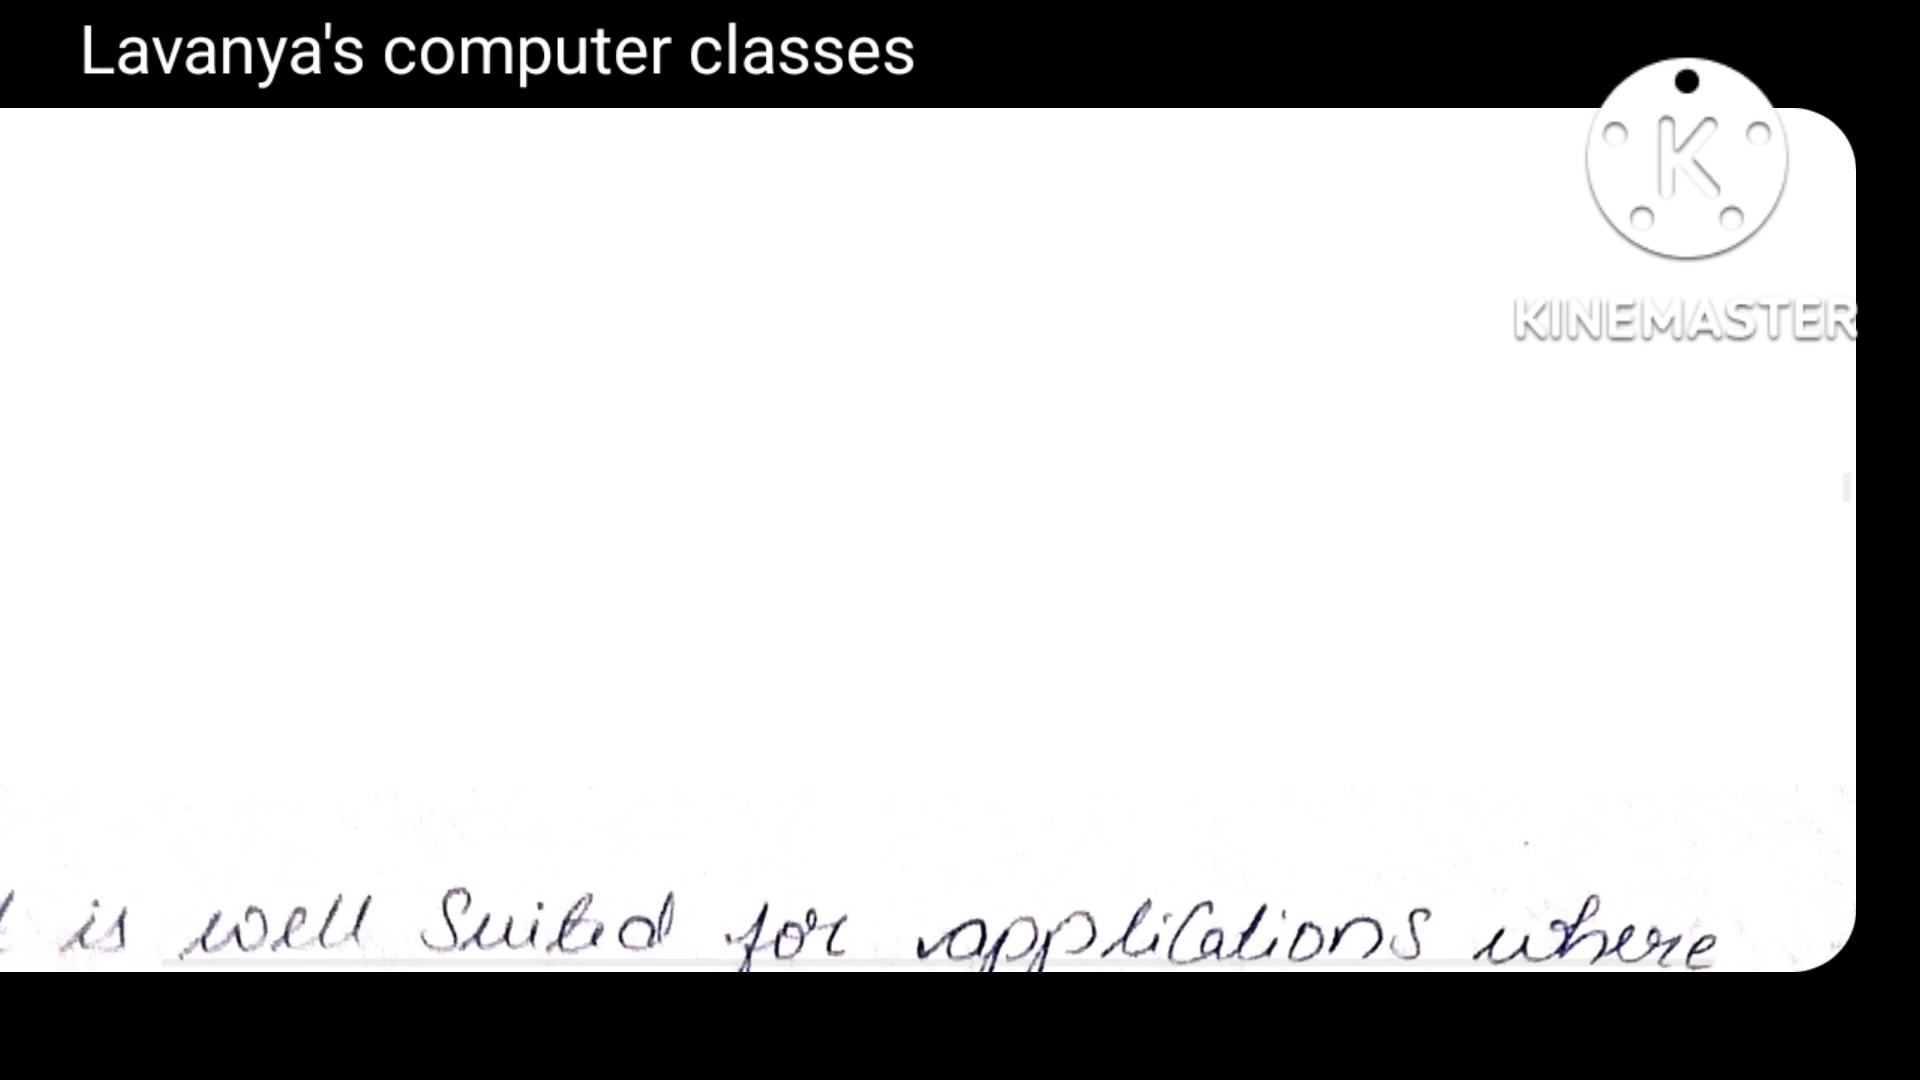 Lavanya's computer classes
K
KINEMASTER
is well Suited for applications where